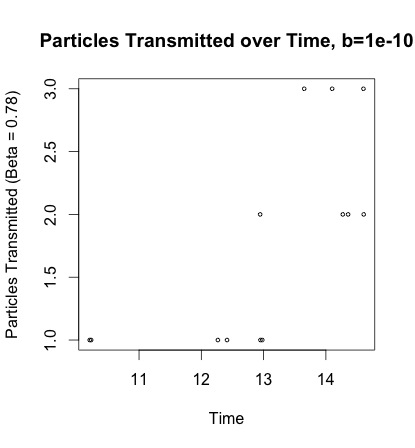 Particles Transmitted over Time, b=1e-10
Particles Transmitted (Beta = 0.78)
3.0
2.5
2.0
1.5
1.0
11 12 13 14
Time